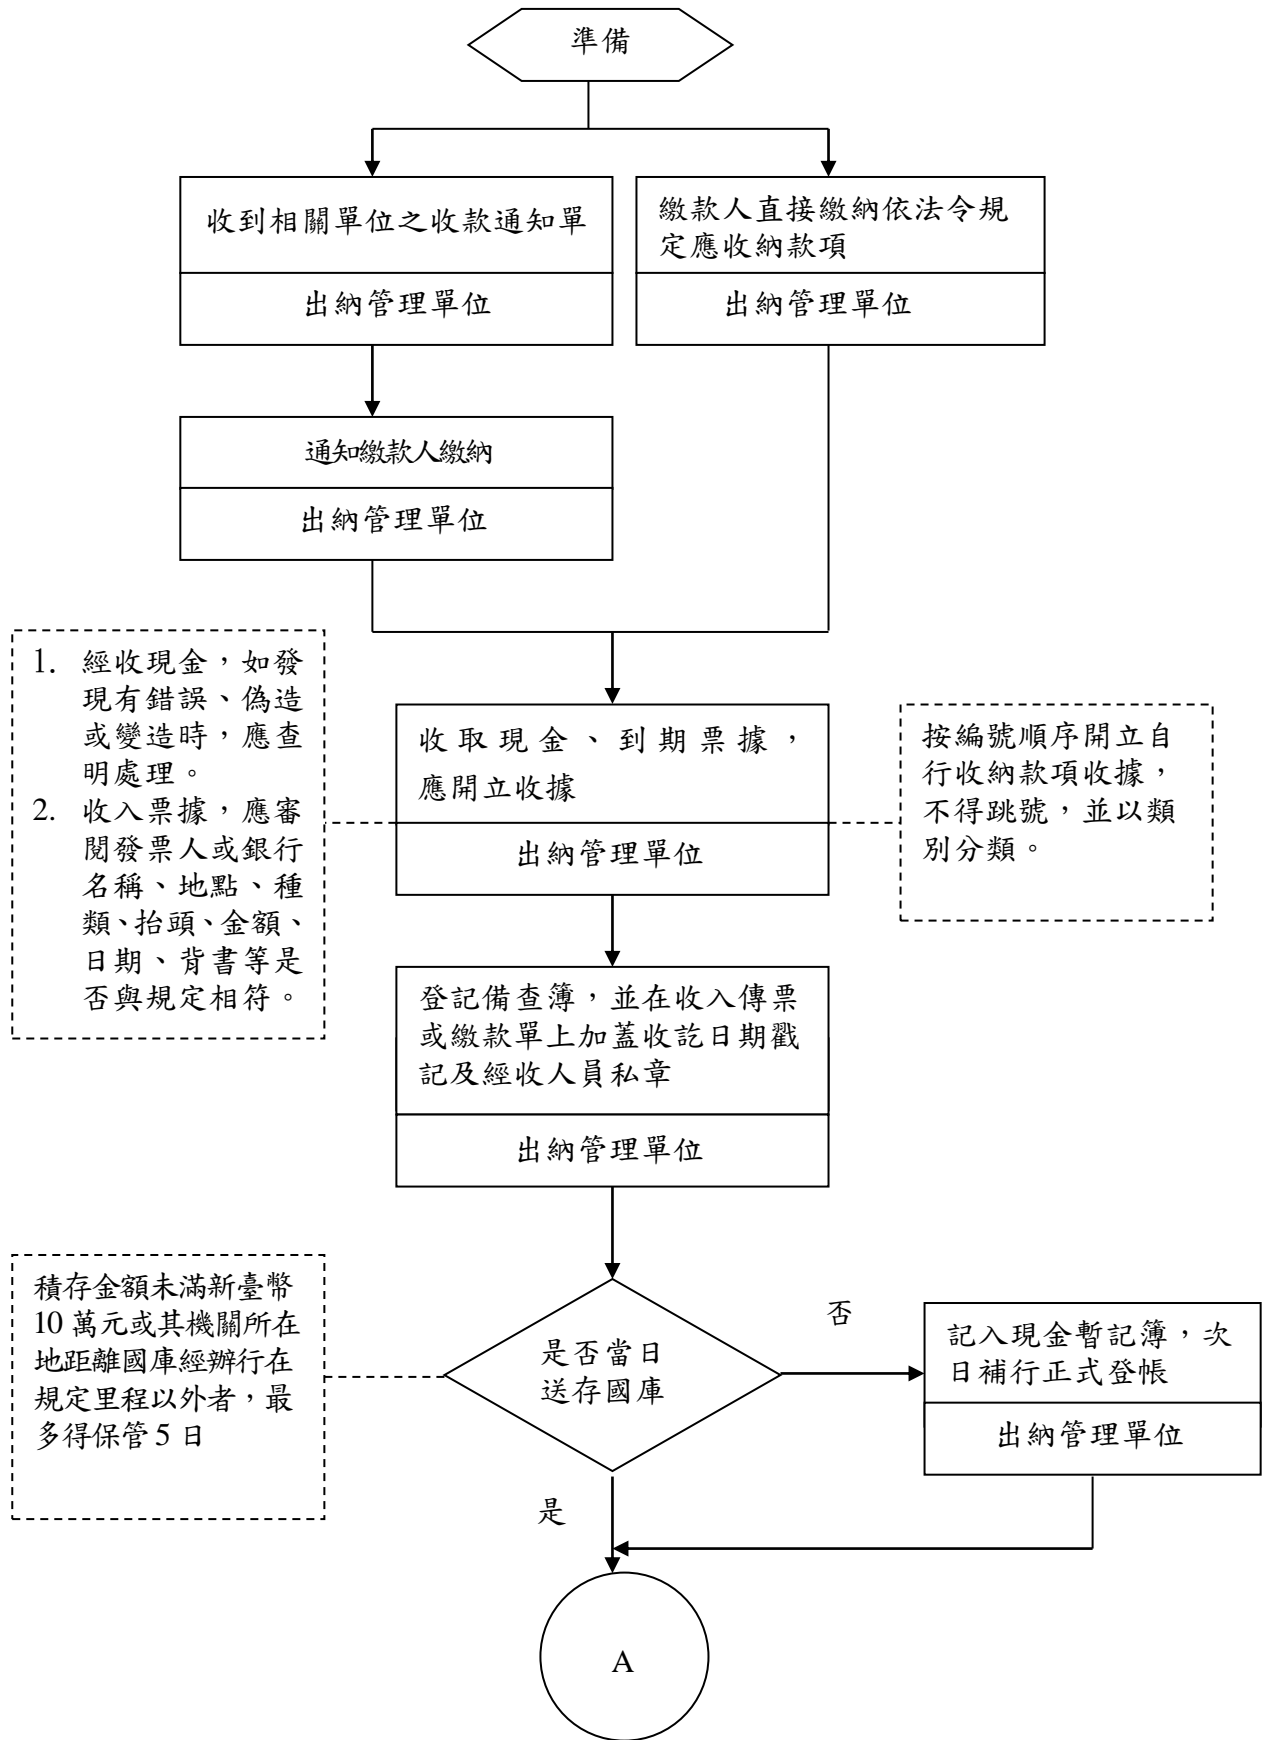 準備
收到相關單位之收款通知單
出納管理單位
繳款人直接繳納依法令規
定應收納款項
出納管理單位
通知繳款人繳納
出納管理單位
1. 經收現金，如發
現有錯誤、偽造
或變造時，應查
明處理。
2. 收入票據，應審
閱發票人或銀行
名稱、地點、種
類、抬頭、金額、
日期、背書等是
否與規定相符。
收取現金、到期票據，
應開立收據
出納管理單位
按編號順序開立自
行收納款項收據，
不得跳號，並以類
別分類。
登記備查簿，並在收入傳票
或繳款單上加蓋收訖日期戳
記及經收人員私章
出納管理單位
積存金額未滿新臺幣
10 萬元或其機關所在
地距離國庫經辦行在
規定里程以外者，最
多得保管 5 日
是否當日
送存國庫
否
記入現金暫記簿，次
日補行正式登帳
出納管理單位
是
A